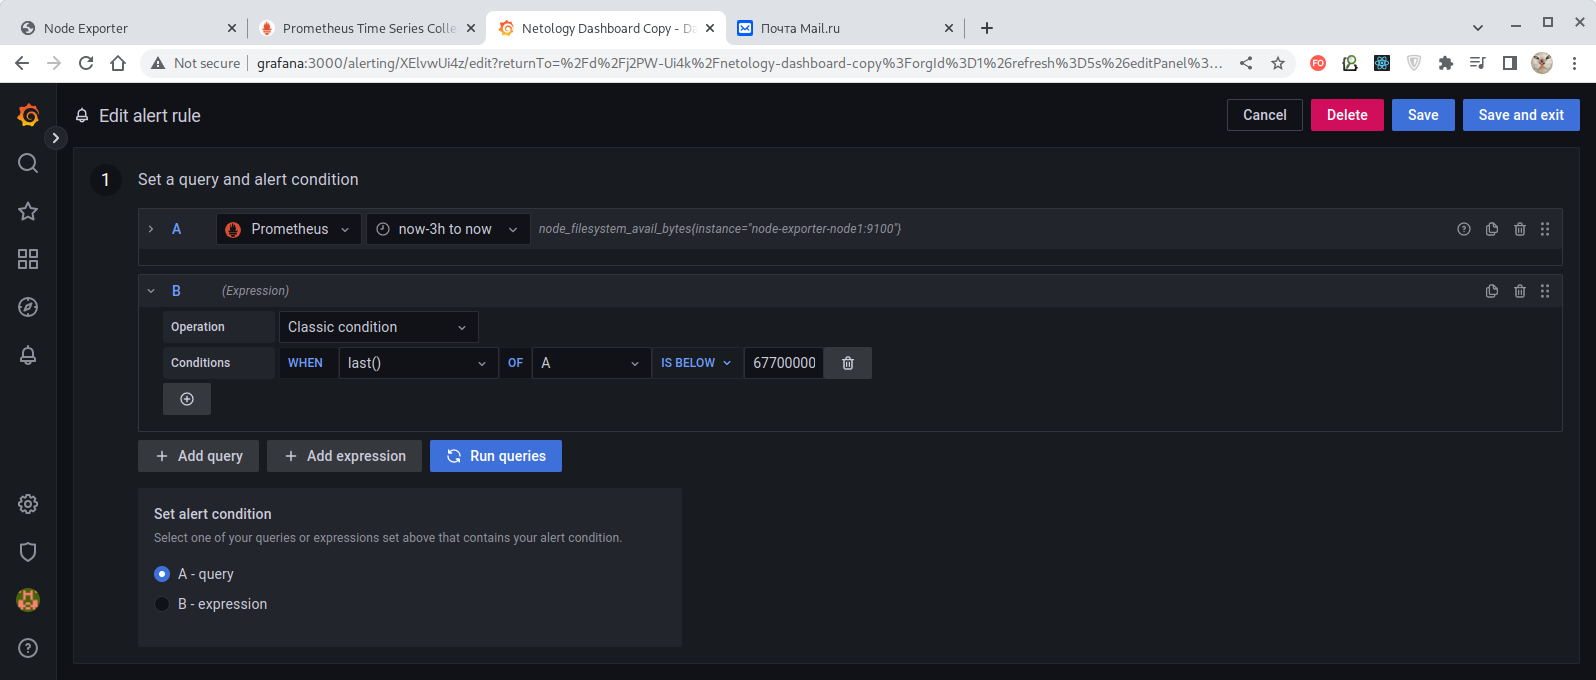 Node Exporter
Prometheus Time Series Colle
Netology Dashboard Copy - Da
Почта Mail.ru
Not secure
grafana:3000/alerting/XElvwUi4z/edit?returnTo=%2Fd%2Fj2PW-Ui4k%2Fnetology-dashboard-copy%3ForgId%3D1%26refresh%3D5s%26editPanel%3...
FO
Edit alert rule
Cancel
Delete
Save
Save and exit
1
Set a query and alert condition
A
Prometheus
now-3h to now
node_filesystem_avail_bytes{instance="node-exporter-node1:9100"}
B
(Expression)
Operation
Classic condition
Conditions
WHEN
last()
OF
A
IS BELOW
67700000
Add query
Add expression
Run queries
Set alert condition
Select one of your queries or expressions set above that contains your alert condition.
A - query
B - expression